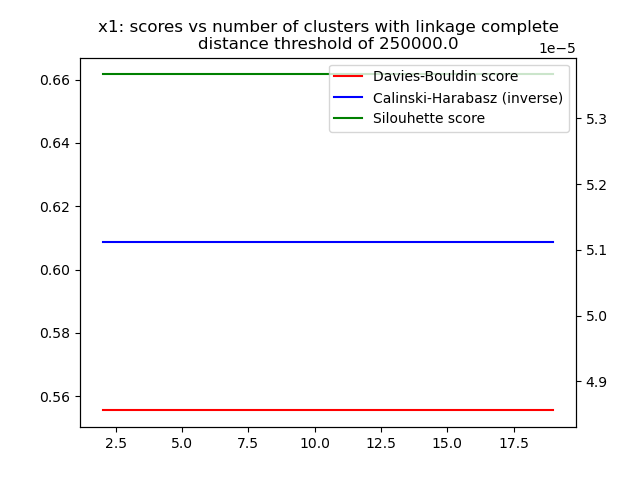 x1: scores vs number of clusters with linkage complete
distance threshold of 250000.0
1e−5
0.66
0.64
0.62
0.60
0.58
0.56
Davies-Bouldin score
Calinski-Harabasz (inverse)
Silouhette score
5.3
5.2
5.1
5.0
4.9
2.5 5.0 7.5 10.0 12.5 15.0 17.5